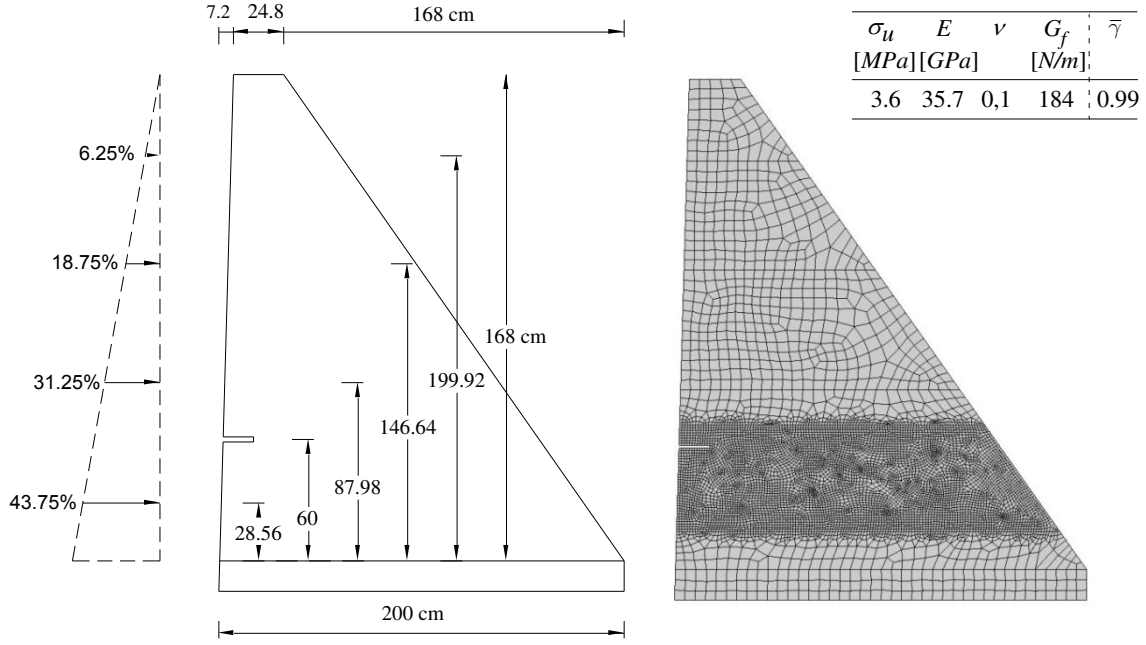 7.2 24.8 168 cm
σu E ν Gf γ̅
[MPa] [GPa] [N/m]
3.6 35.7 0,1 184 0.99
6.25%
18.75%
168 cm
199.92
31.25%
146.64
87.98
43.75%
60
28.56
200 cm